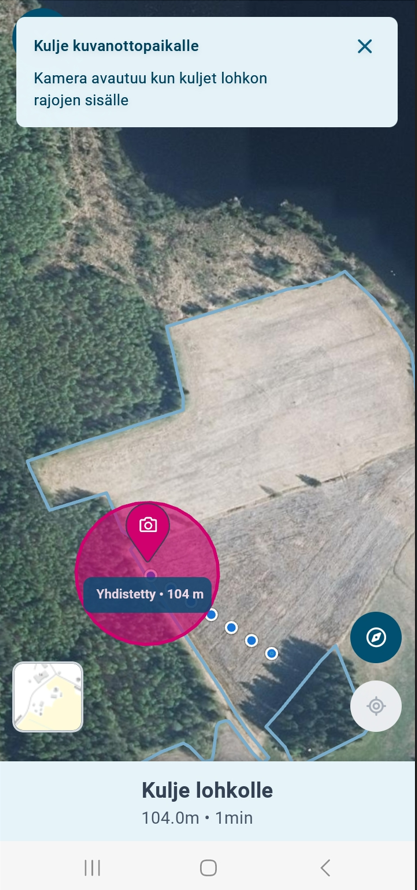 Kulje kuvanottopaikalle
Kamera avautuu kun kuljet lohkon
rajojen sisälle
Yhdistetty • 104 m
Kulje lohkolle
104.0m • 1min